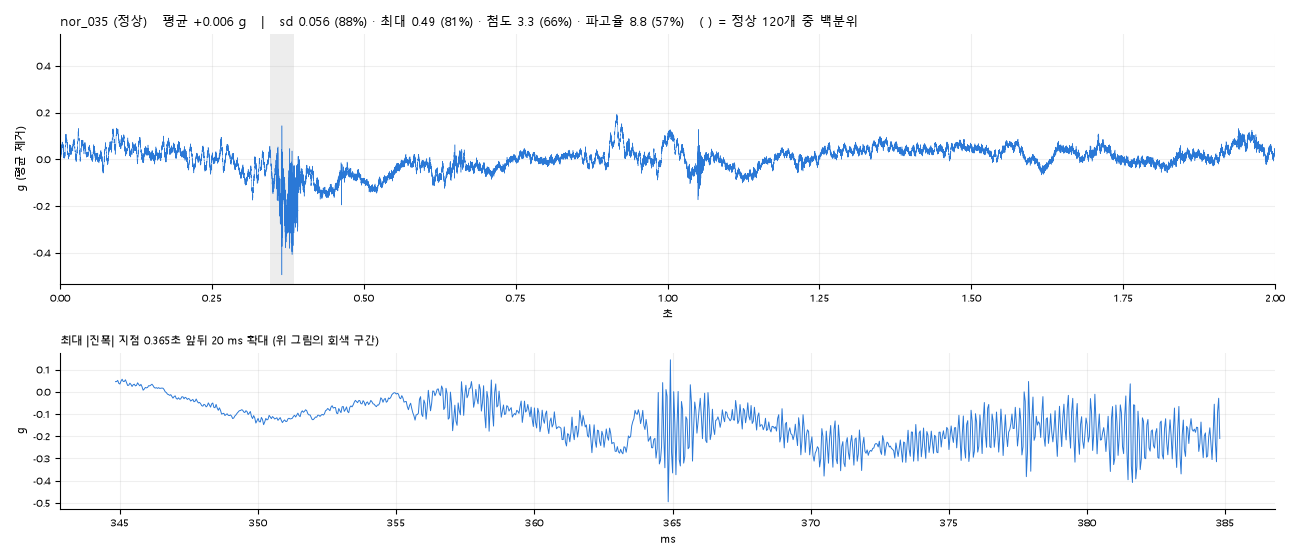 nor_035 (정상) 평균 +0.006 g | sd 0.056 (88%) · 최대 0.49 (81%) · 첨도 3.3 (66%) · 파고율 8.8 (57%) ( ) = 정상 120개 중 백분위
g (평균 제거)
0.4
0.2
0.0
-0.2
-0.4
0.00 0.25 0.50 0.75 1.00 1.25 1.50 1.75 2.00
초
최대 |진폭| 지점 0.365초 앞뒤 20 ms 확대 (위 그림의 회색 구간)
g
0.1
0.0
-0.1
-0.2
-0.3
-0.4
-0.5
345 350 355 360 365 370 375 380 385
ms